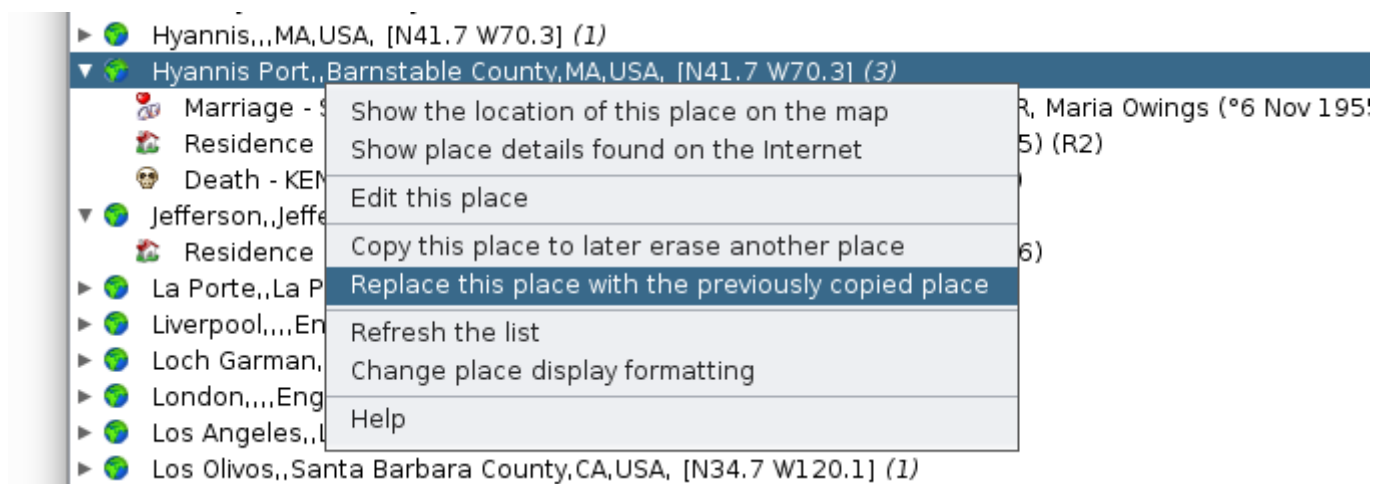 Hyannis,,,MA,USA, [N41.7 W70.3] (1)
Hyannis Port,,Barnstable County,MA,USA, [N41.7 W70.3] (3)
Marriage - R, Maria Owings (°6 Nov 195
Residence 5) (R2)
Death - KEN
Jefferson,,Jeffe
Residence 6)
La Porte,,La P
Liverpool,,,,En
Loch Garman,
London,,,,Eng
Los Angeles,,L
Los Olivos,,Santa Barbara County,CA,USA, [N34.7 W120.1] (1)
Show the location of this place on the map
Show place details found on the Internet
Edit this place
Copy this place to later erase another place
Replace this place with the previously copied place
Refresh the list
Change place display formatting
Help